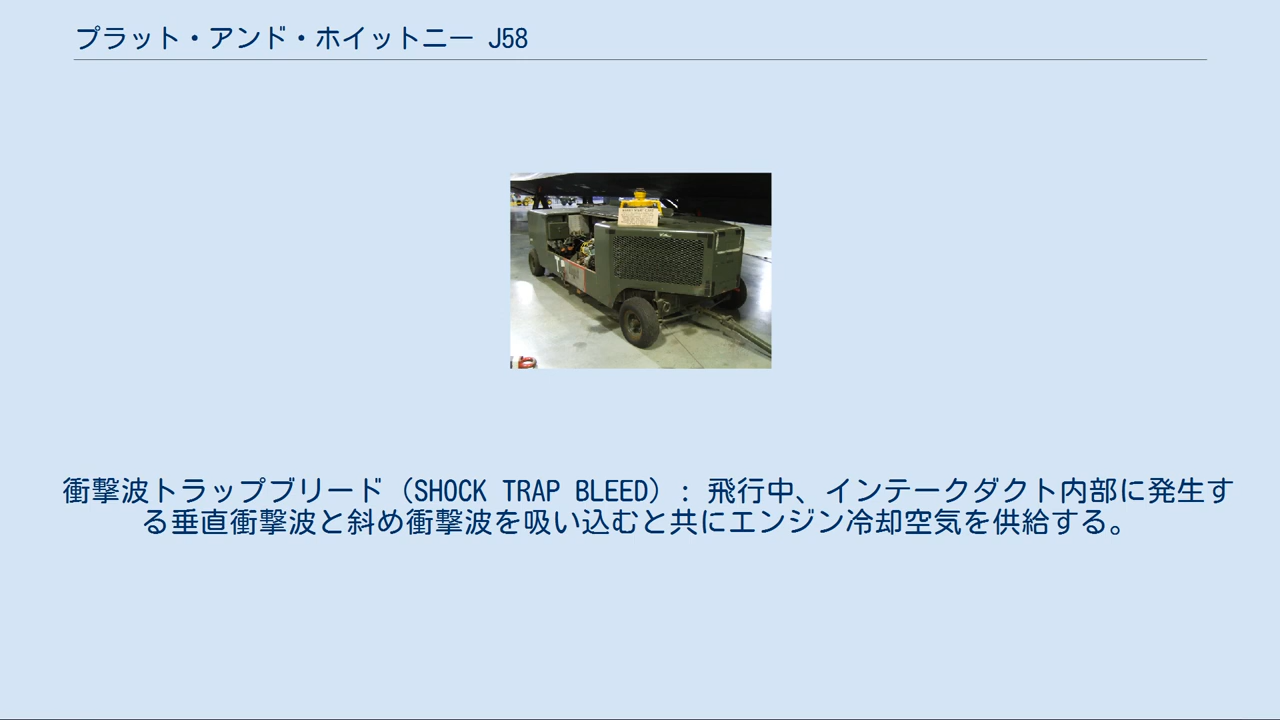 プラット・アンド・ホイットニー J58
衝撃波トラップブリード（SHOCK TRAP BLEED）: 飛行中、インテークダクト内部に発生す
る垂直衝撃波と斜め衝撃波を吸い込むと共にエンジン冷却空気を供給する。